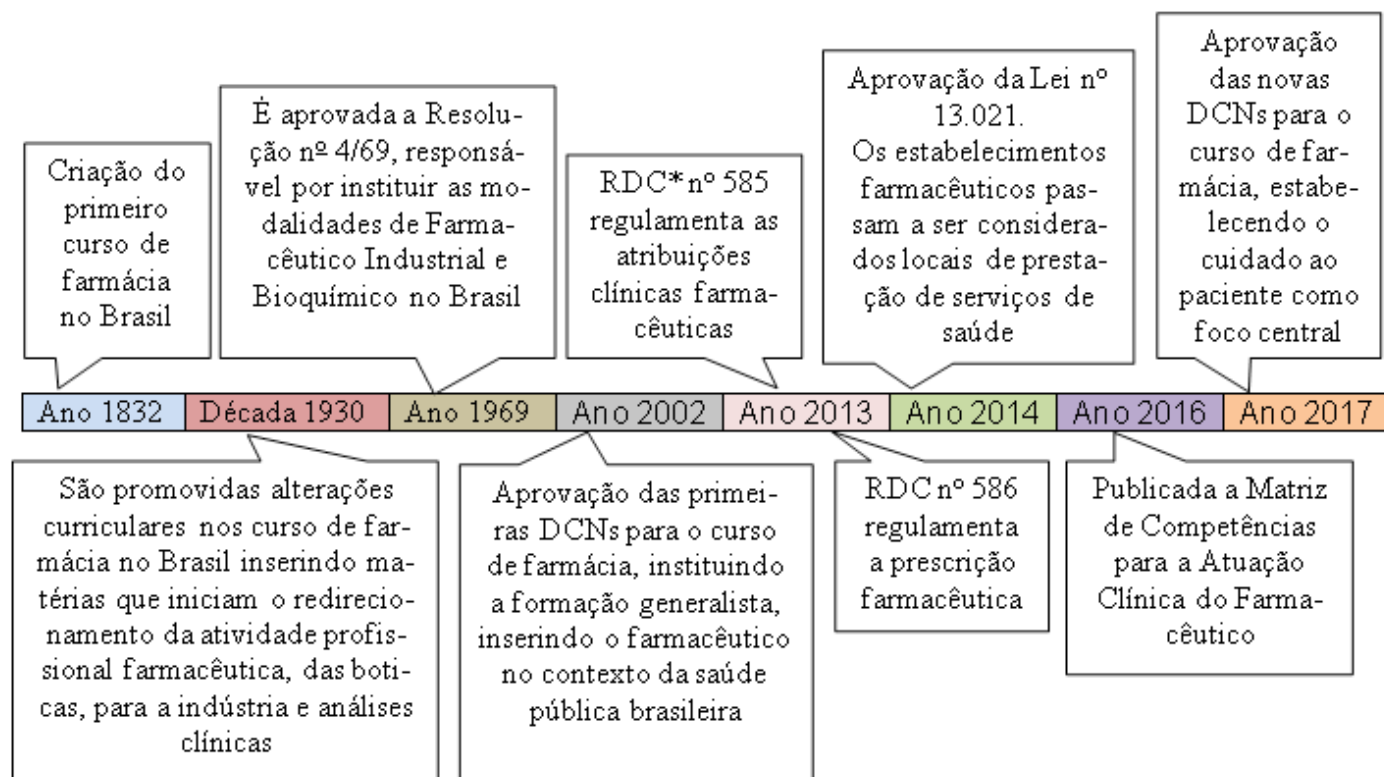 Criação do
primeiro
curso de
farmácia
no Brasil
É aprovada a Resolu-
ção nº 4/69, responsá-
vel por instituir as mo-
dalidades de Farma-
cêutico Industrial e
Bioquímico no Brasil
RDC* nº 585
regulamenta as
atribuições
clínicas farma-
cêuticas
Aprovação da Lei nº
13.021.
Os estabelecimentos
farmacêuticos pas-
sam a ser considera-
dos locais de presta-
ção de serviços de
saúde
Aprovação
das novas
DCNs para o
curso de far-
mácia, estabe-
lecendo o
cuidado ao
paciente como
foco central
Ano 1832
Década 1930
Ano 1969
Ano 2002
Ano 2013
Ano 2014
Ano 2016
Ano 2017
São promovidas alterações
curriculares nos curso de far-
mácia no Brasil inserindo ma-
térias que iniciam o redirecio-
namento da atividade profis-
sional farmacêutica, das boti-
cas, para a indústria e análises
clínicas
Aprovação das primei-
ras DCNs para o curso
de farmácia, instituindo
a formação generalista,
inserindo o farmacêutico
no contexto da saúde
pública brasileira
RDC nº 586
regulamenta
a prescrição
farmacêutica
Publicada a Matriz
de Competências
para a Atuação
Clínica do Farma-
cêutico